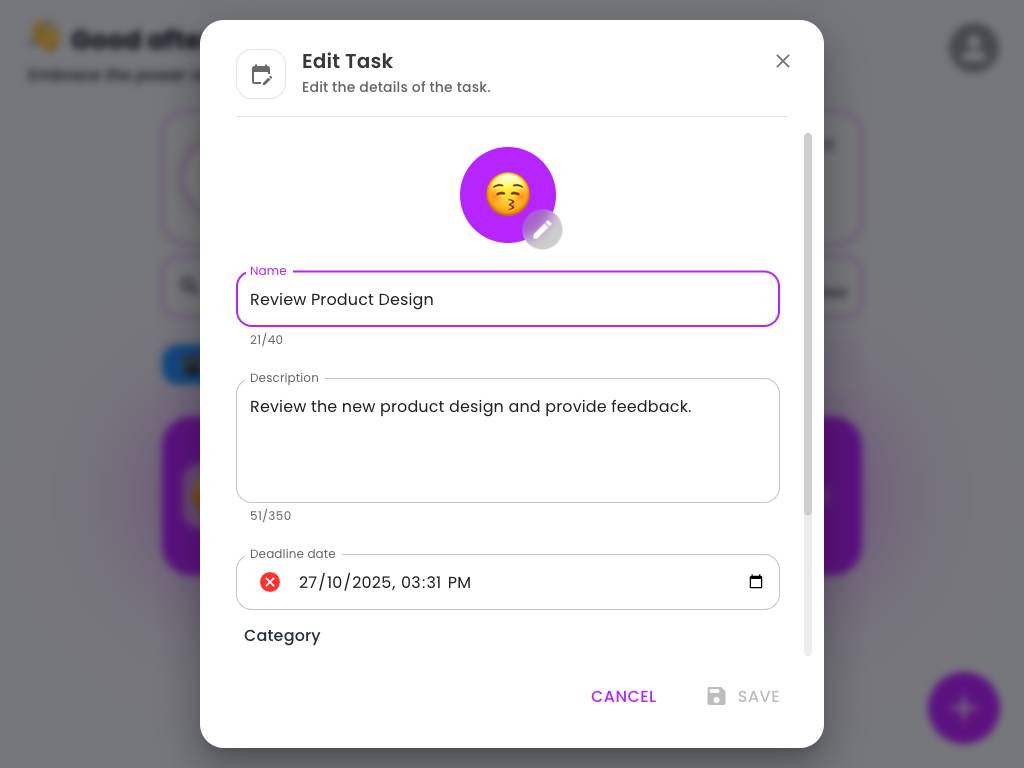 Good afte
Embrace the power o
Edit Task
Edit the details of the task.
Name
Review Product Design
21/40
Description
Review the new product design and provide feedback.
51/350
Deadline date
27/10/2025, 03:31 PM
Category
CANCEL
SAVE